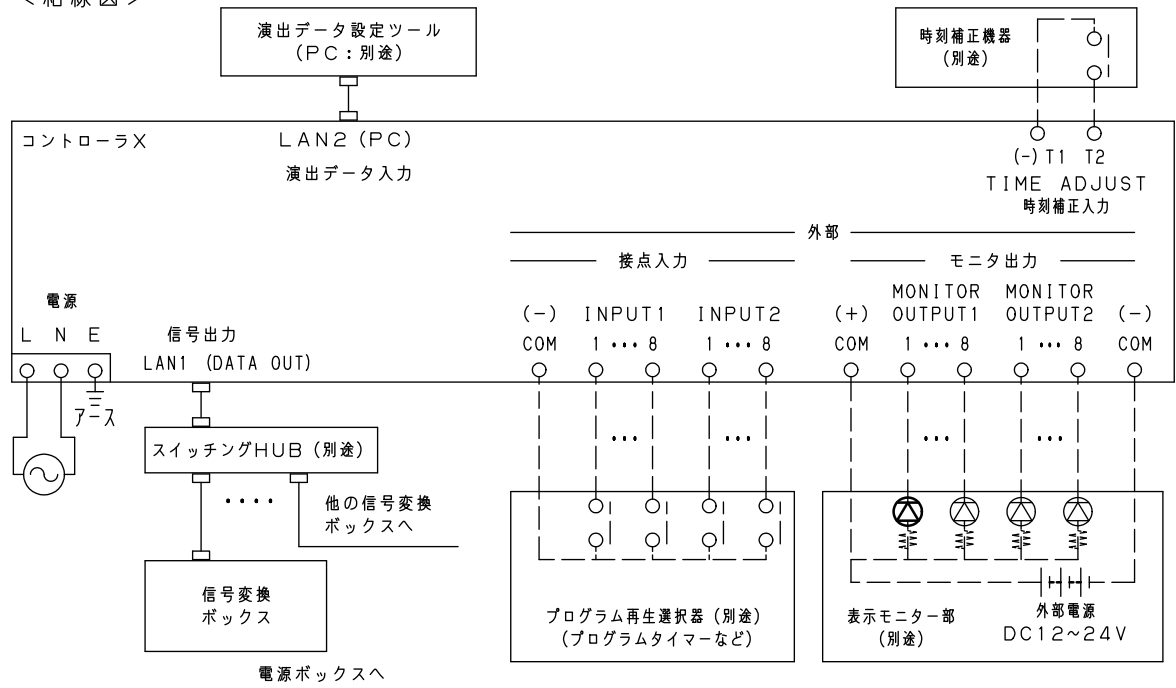 <結線図>
演出データ設定ツール
(PC:別途)
時刻補正機器
(別途)
コントローラX
LAN2 (PC)
演出データ入力
(-) T1 T2
TIME ADJUST
時刻補正入力
外部
接点入力
モニタ出力
電源
L N E
信号出力
LAN1 (DATA OUT)
アース
(-) INPUT1 INPUT2
COM 1 ••• 8 1 ••• 8
MONITOR MONITOR
(+) OUTPUT1 OUTPUT2 (-)
COM 1 ••• 8 1 ••• 8 COM
••• ••• ••• •••
スイッチングHUB (別途)
••••
他の信号変換
ボックスへ
信号変換
ボックス
電源ボックスへ
プログラム再生選択器 (別途)
(プログラムタイマーなど)
表示モニター部
(別途)
外部電源
DC12~24V